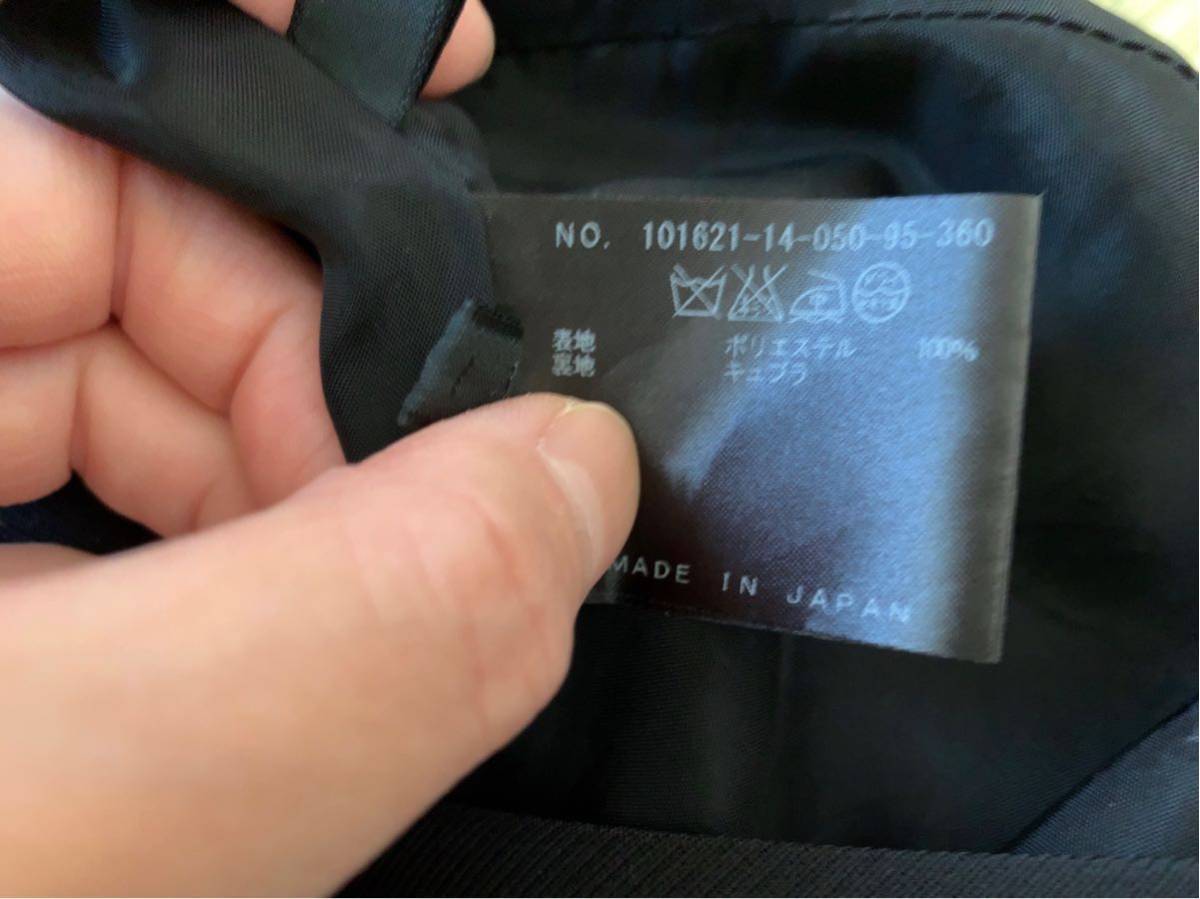 NO. 101621-14-050-95-360
表地 ポリエステル 100%
裏地 キュプラ
MADE IN JAPAN